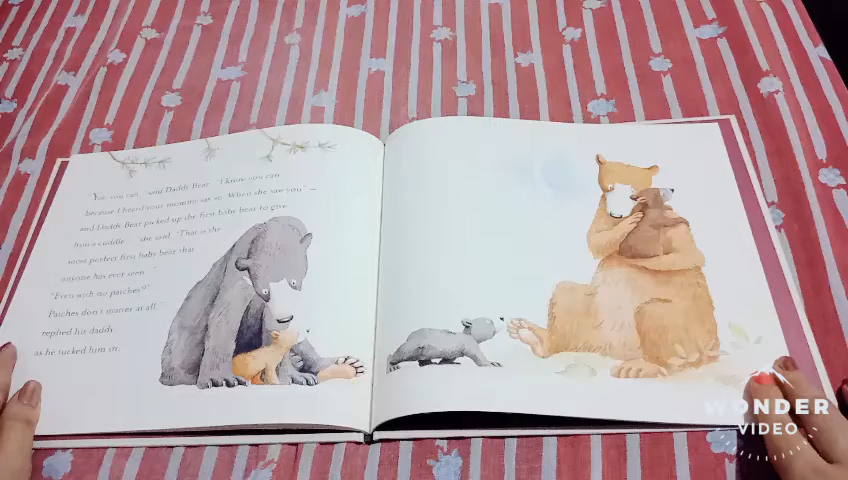 "Yes, you can," said Daddy Bear. "I know you can
because I heard your mommy say so. When she saw you" –
and Daddy Bear picked up the first baby bear to give
him a cuddle – "she said, 'That is the
most perfect first baby bear that
anyone has ever seen.'"
"Even with no patches?"
"Patches don't matter at all,"
replied his daddy
as he tucked him in.
WONDER
VIDEO